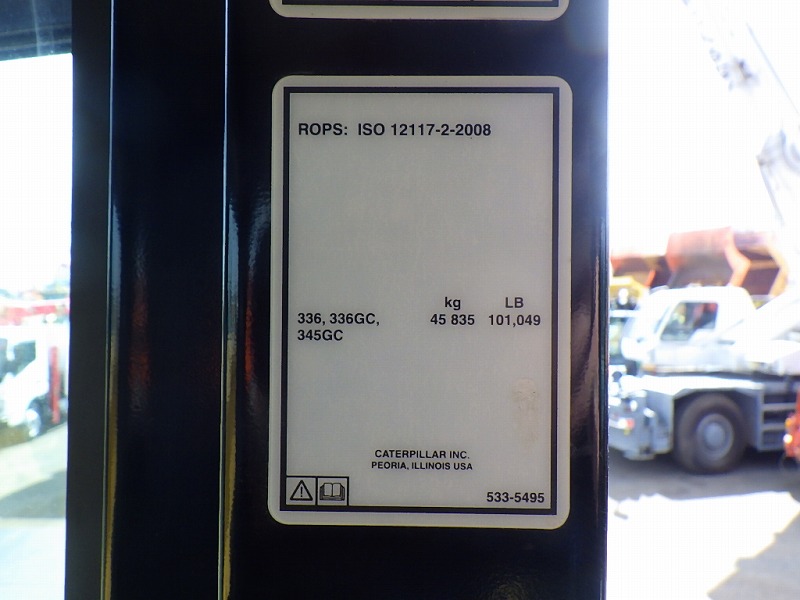 ROPS: ISO 12117-2-2008
kg LB
336, 336GC, 45 835 101,049
345GC
CATERPILLAR INC.
PEORIA, ILLINOIS USA
533-5495